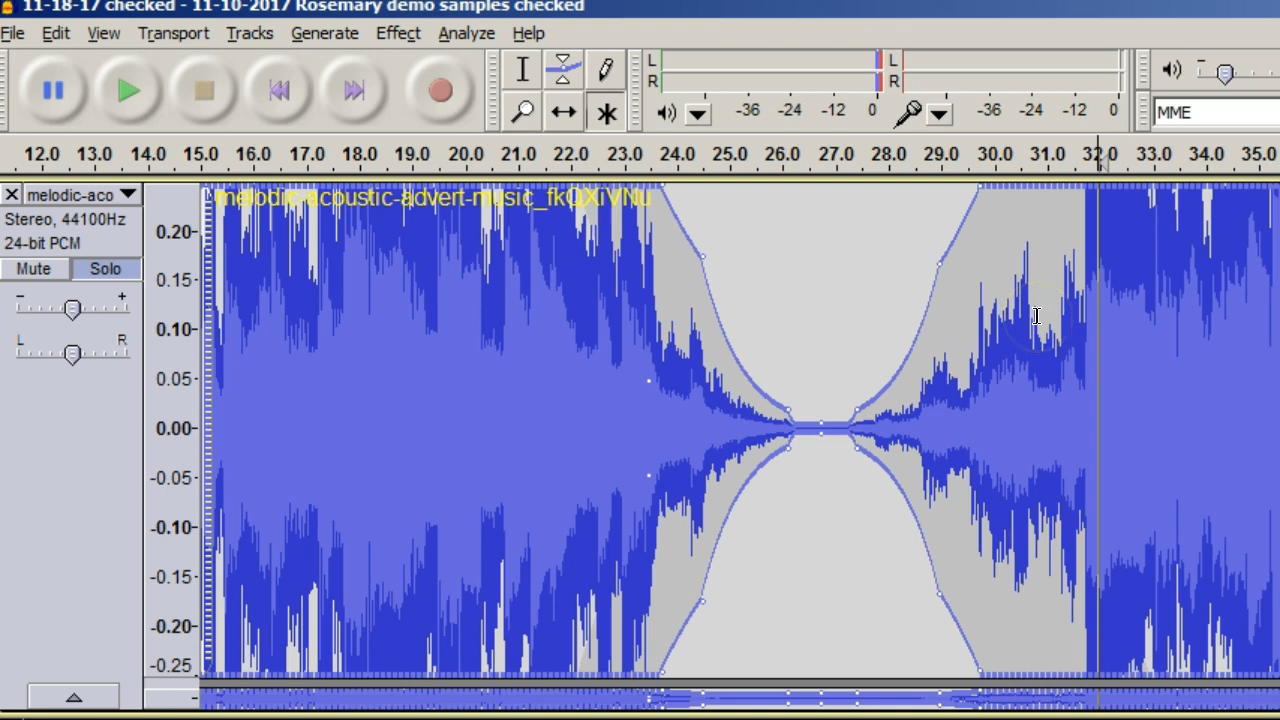 11-18-17 checked - 11-10-2017 Rosemary demo samples checked
File Edit View Transport Tracks Generate Effect Analyze Help
L L
R R
-36 -24 -12 0 -36 -24 -12 0
MME
12.0 13.0 14.0 15.0 16.0 17.0 18.0 19.0 20.0 21.0 22.0 23.0 24.0 25.0 26.0 27.0 28.0 29.0 30.0 31.0 32.0 33.0 34.0 35.0
melodic-aco
melodic-acoustic-advert-music_fkQXiVNu
Stereo, 44100Hz
24-bit PCM
Mute Solo
- +
L R
0.20
0.15
0.10
0.05
0.00
-0.05
-0.10
-0.15
-0.20
-0.25